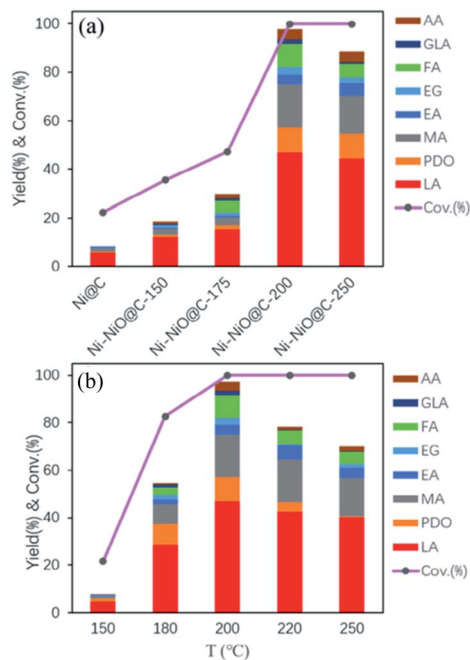 (a)
Yield(%) & Conv.(%)
100
80
60
40
20
0
Ni@C
Ni-NiO@C-150
Ni-NiO@C-175
Ni-NiO@C-200
Ni-NiO@C-250
AA
GLA
FA
EG
EA
MA
PDO
LA
Cov.(%)
(b)
Yield(%) & Conv.(%)
100
80
60
40
20
0
150 180 200 220 250
T (°C)
AA
GLA
FA
EG
EA
MA
PDO
LA
Cov.(%)